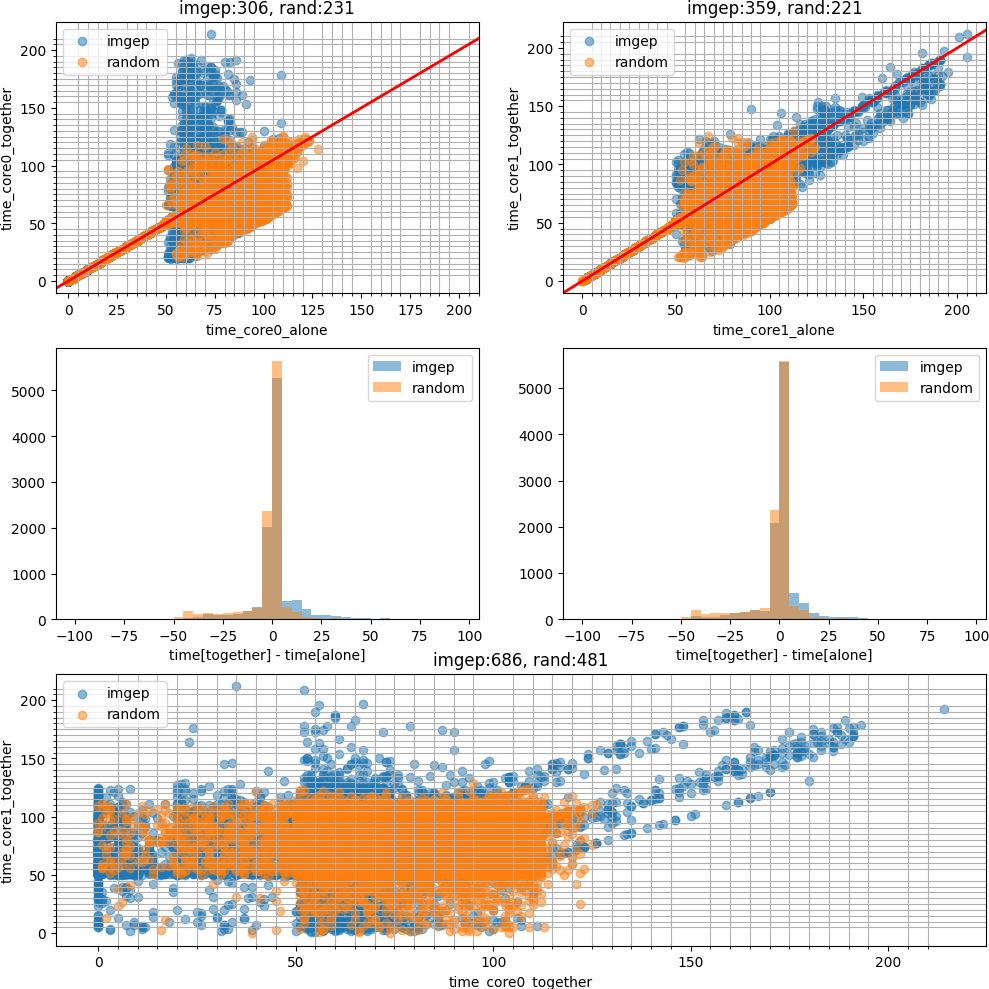 imgep:306, rand:231
imgep
random
time_core0_together
200
150
100
50
0
0 25 50 75 100 125 150 175 200
time_core0_alone
imgep:359, rand:221
imgep
random
time_core1_together
200
150
100
50
0
0 50 100 150 200
time_core1_alone
imgep
random
5000
4000
3000
2000
1000
0
−100 −75 −50 −25 0 25 50 75 100
time[together] - time[alone]
imgep
random
5000
4000
3000
2000
1000
0
−100 −75 −50 −25 0 25 50 75 100
time[together] - time[alone]
imgep:686, rand:481
imgep
random
time_core1_together
200
150
100
50
0
0 50 100 150 200
time_core0_together